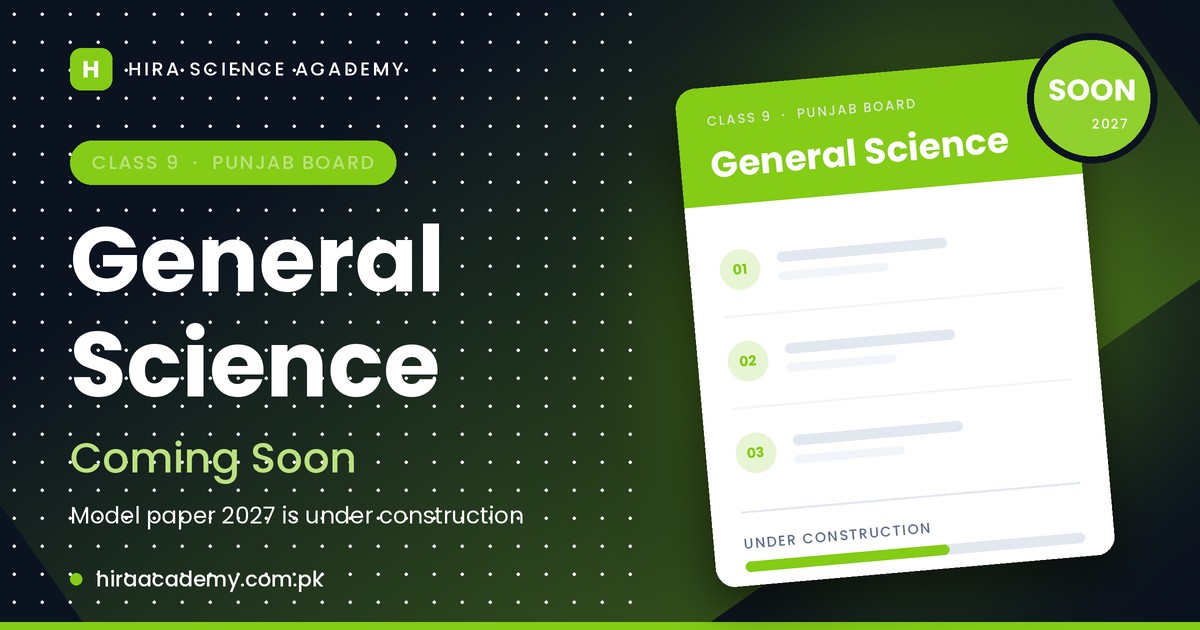 H
HIRA SCIENCE AGADEMY
CLASS 9 · PUNJAB BOARD
General
Science
Coming Soon
Model paper 2027 is under construction
hiraacademy.com.pk
SOON
2027
CLASS 9 · PUNJAB BOARD
General Science
01
02
03
UNDER CONSTRUCTION